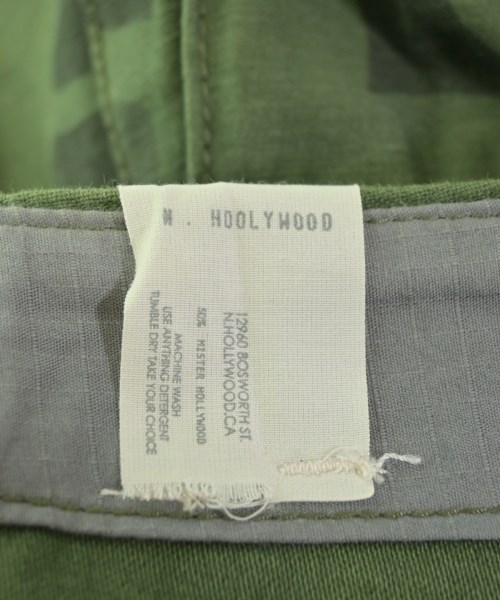 N . HOOLYWOOD
12960 BOSWORTH ST.
N.HOLLYWOOD.CA
50% MISTER HOLLYWOOD
MACHINE WASH
USE ANYTHING DETERGENT
TUMBLE DRY TAKE YOUR CHOICE